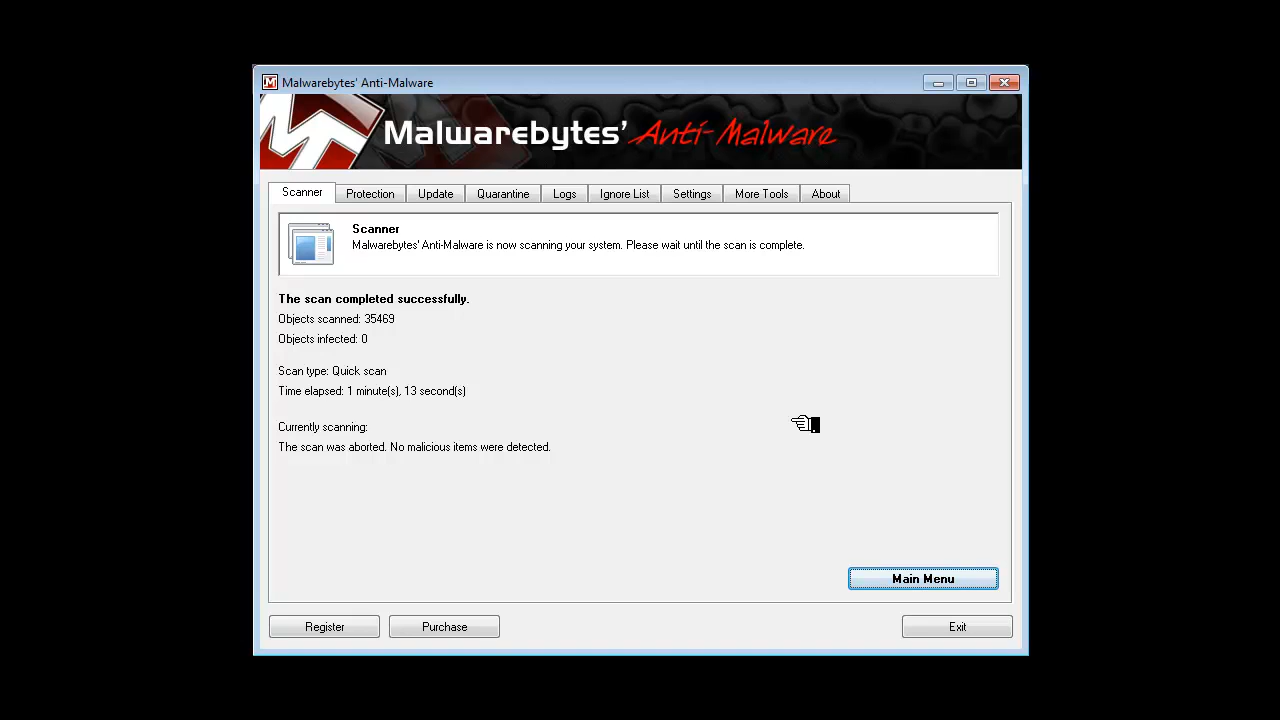 Malwarebytes' Anti-Malware
Malwarebytes' Anti-Malware
Scanner Protection Update Quarantine Logs Ignore List Settings More Tools About
Scanner
Malwarebytes' Anti-Malware is now scanning your system. Please wait until the scan is complete.
The scan completed successfully.
Objects scanned: 35469
Objects infected: 0
Scan type: Quick scan
Time elapsed: 1 minute(s), 13 second(s)
Currently scanning:
The scan was aborted. No malicious items were detected.
Main Menu
Register Purchase Exit